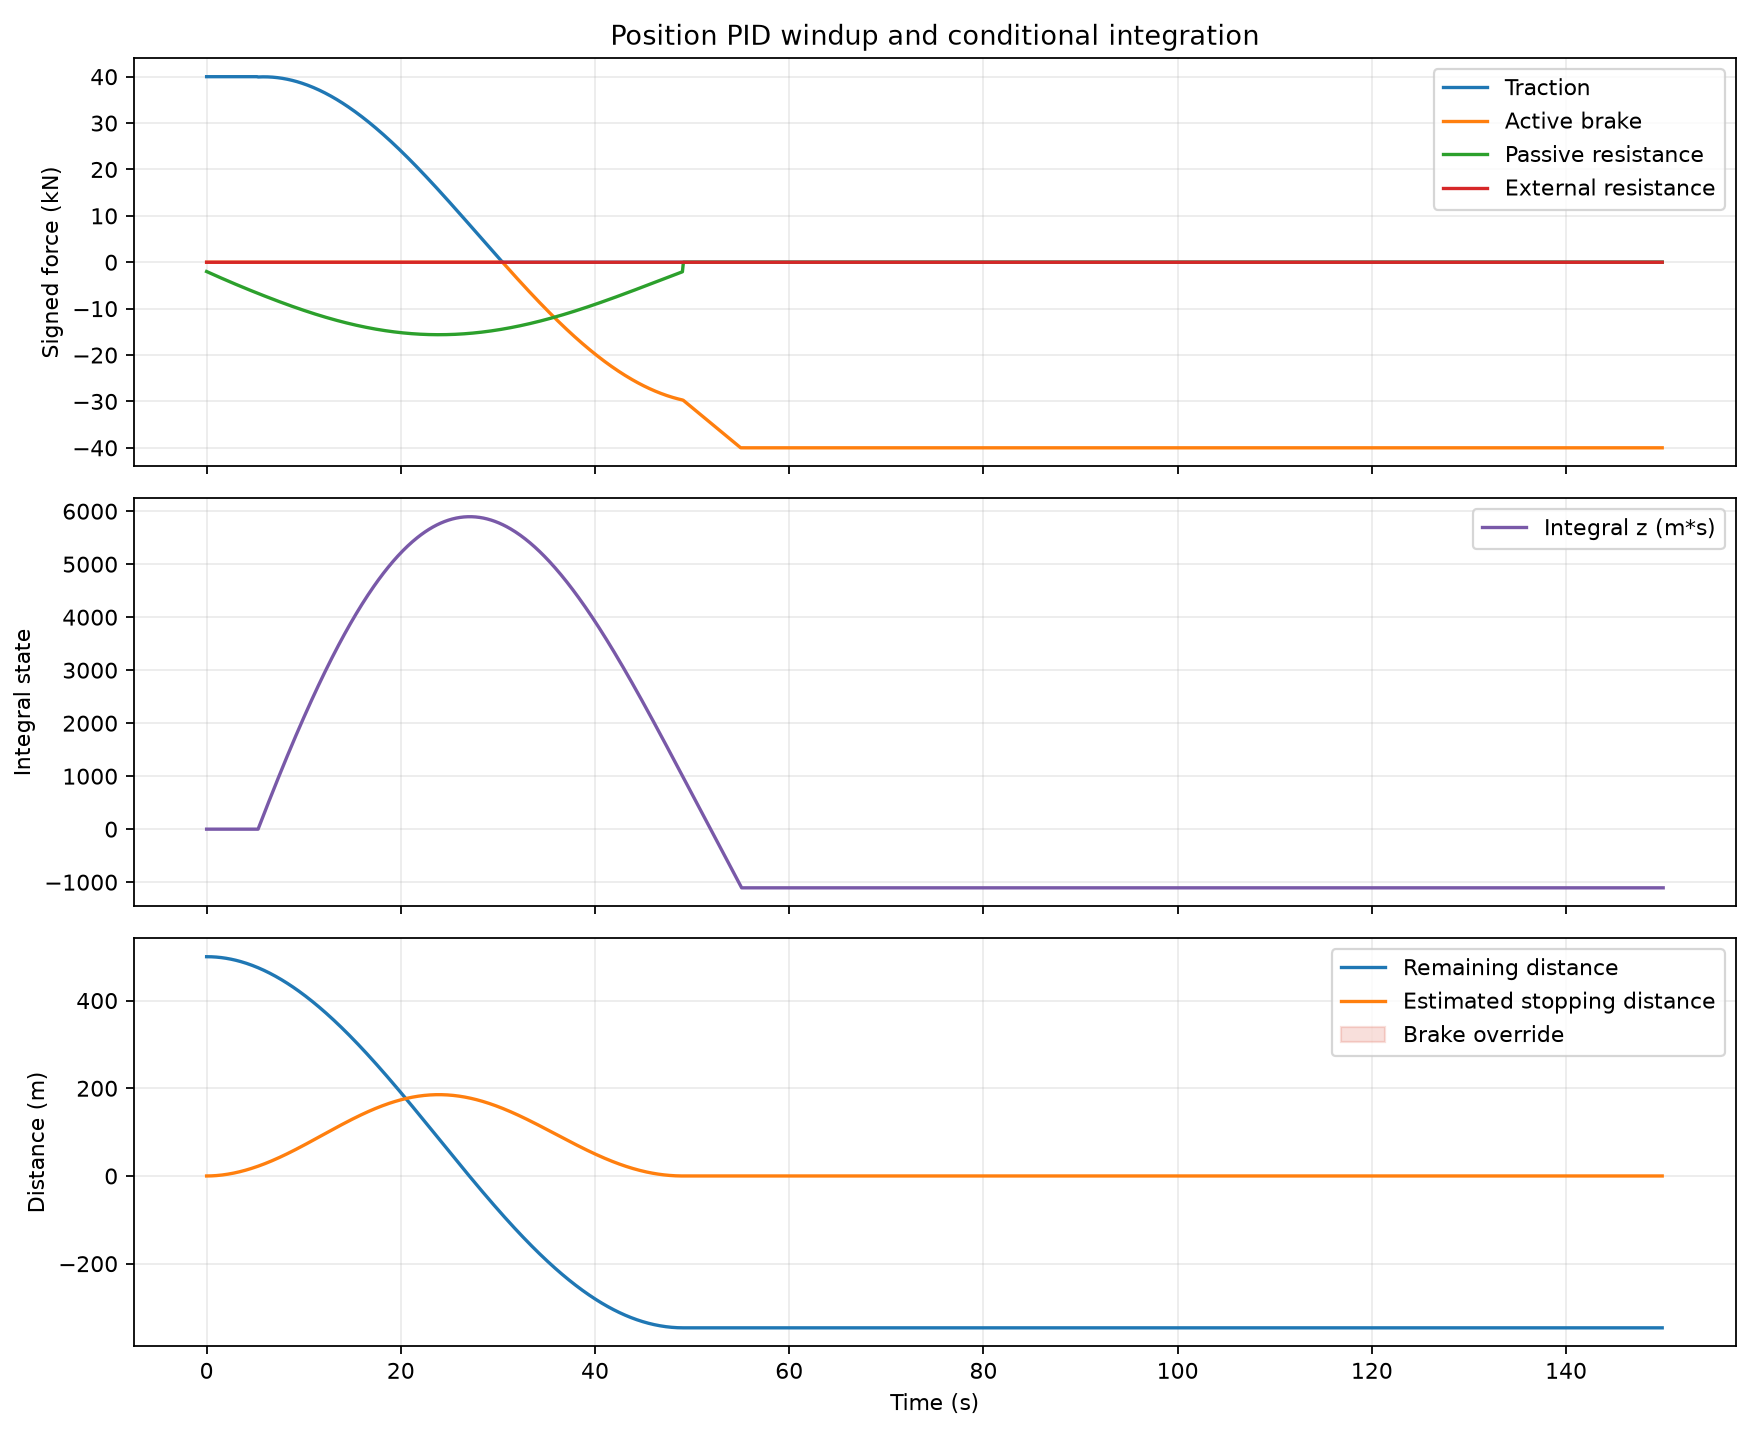 Position PID windup and conditional integration
Signed force (kN)
40
30
20
10
0
−10
−20
−30
−40
Traction
Active brake
Passive resistance
External resistance
Integral state
6000
5000
4000
3000
2000
1000
0
−1000
Integral z (m*s)
Distance (m)
400
200
0
−200
Remaining distance
Estimated stopping distance
Brake override
0 20 40 60 80 100 120 140
Time (s)